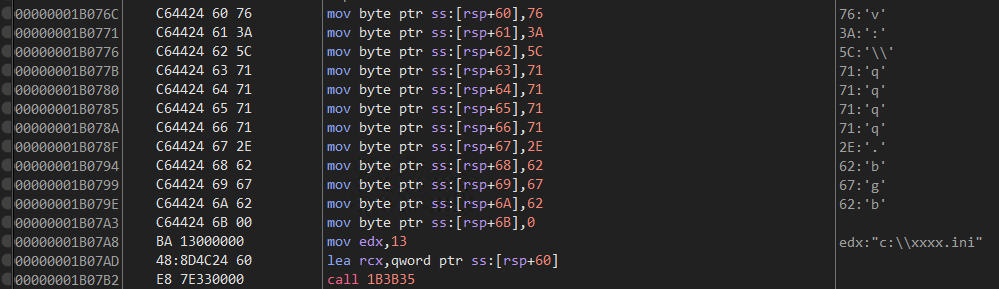 00000001B076C C64424 60 76 mov byte ptr ss:[rsp+60],76 76:'v'
00000001B0771 C64424 61 3A mov byte ptr ss:[rsp+61],3A 3A:':'
00000001B0776 C64424 62 5C mov byte ptr ss:[rsp+62],5C 5C:'\\'
00000001B077B C64424 63 71 mov byte ptr ss:[rsp+63],71 71:'q'
00000001B0780 C64424 64 71 mov byte ptr ss:[rsp+64],71 71:'q'
00000001B0785 C64424 65 71 mov byte ptr ss:[rsp+65],71 71:'q'
00000001B078A C64424 66 71 mov byte ptr ss:[rsp+66],71 71:'q'
00000001B078F C64424 67 2E mov byte ptr ss:[rsp+67],2E 2E:'.'
00000001B0794 C64424 68 62 mov byte ptr ss:[rsp+68],62 62:'b'
00000001B0799 C64424 69 67 mov byte ptr ss:[rsp+69],67 67:'g'
00000001B079E C64424 6A 62 mov byte ptr ss:[rsp+6A],62 62:'b'
00000001B07A3 C64424 6B 00 mov byte ptr ss:[rsp+6B],0
00000001B07A8 BA 13000000 mov edx,13 edx:"c:\\xxxx.ini"
00000001B07AD 48:8D4C24 60 lea rcx,qword ptr ss:[rsp+60]
00000001B07B2 E8 7E330000 call 1B3B35